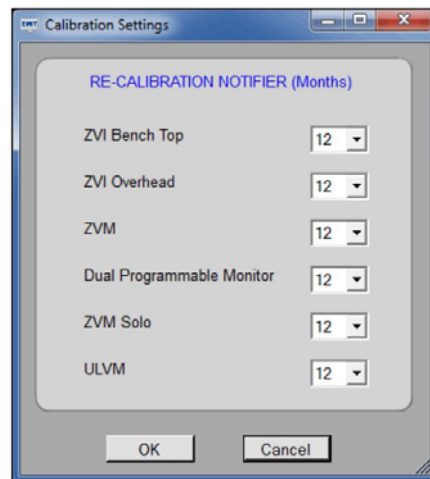 Calibration Settings
RE-CALIBRATION NOTIFIER (Months)
ZVI Bench Top 12
ZVI Overhead 12
ZVM 12
Dual Programmable Monitor 12
ZVM Solo 12
ULVM 12
OK Cancel